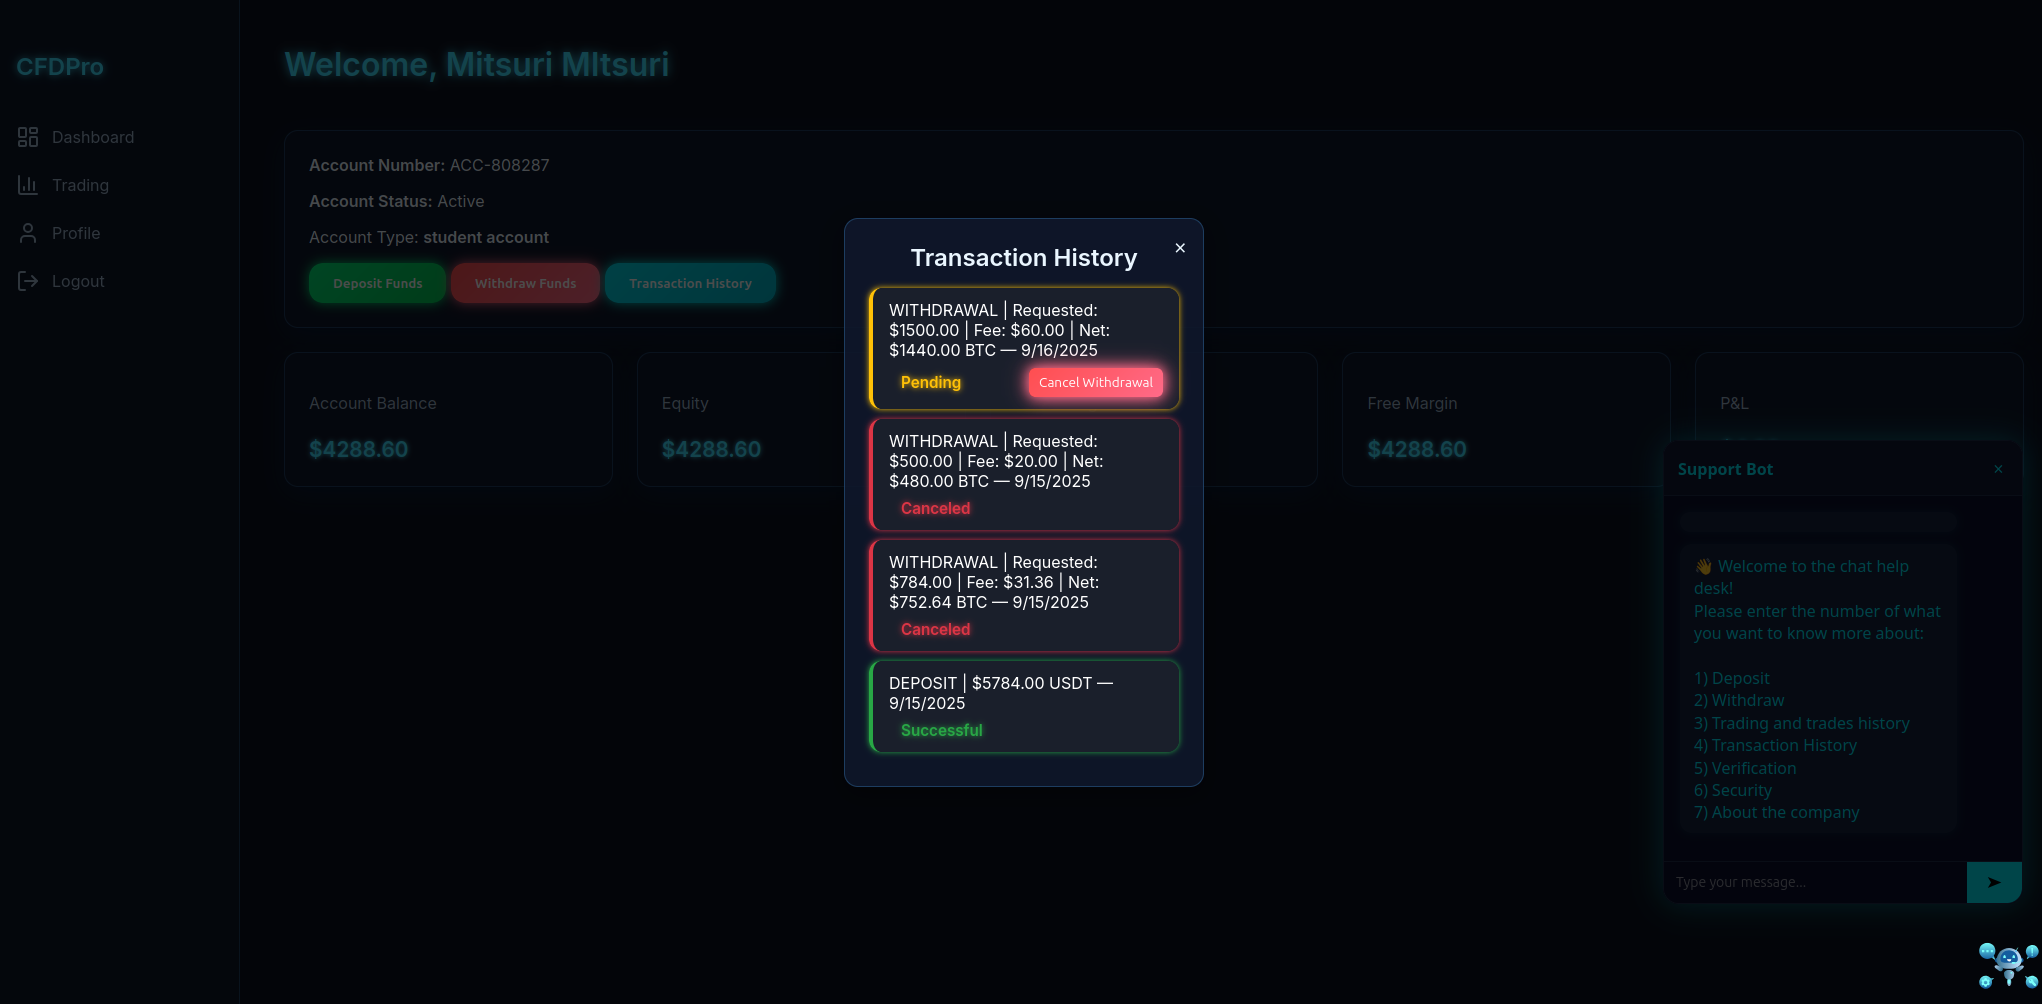 CFDPro
Dashboard
Trading
Profile
Logout
Welcome, Mitsuri MItsuri
Account Number: ACC-808287
Account Status: Active
Account Type: student account
Deposit Funds
Withdraw Funds
Transaction History
Account Balance
$4288.60
Equity
$4288.60
Free Margin
$4288.60
P&L
Transaction History
×
WITHDRAWAL | Requested:
$1500.00 | Fee: $60.00 | Net:
$1440.00 BTC — 9/16/2025
Pending
Cancel Withdrawal
WITHDRAWAL | Requested:
$500.00 | Fee: $20.00 | Net:
$480.00 BTC — 9/15/2025
Canceled
WITHDRAWAL | Requested:
$784.00 | Fee: $31.36 | Net:
$752.64 BTC — 9/15/2025
Canceled
DEPOSIT | $5784.00 USDT —
9/15/2025
Successful
Support Bot
×
👋 Welcome to the chat help
desk!
Please enter the number of what
you want to know more about:
1) Deposit
2) Withdraw
3) Trading and trades history
4) Transaction History
5) Verification
6) Security
7) About the company
Type your message...
➤